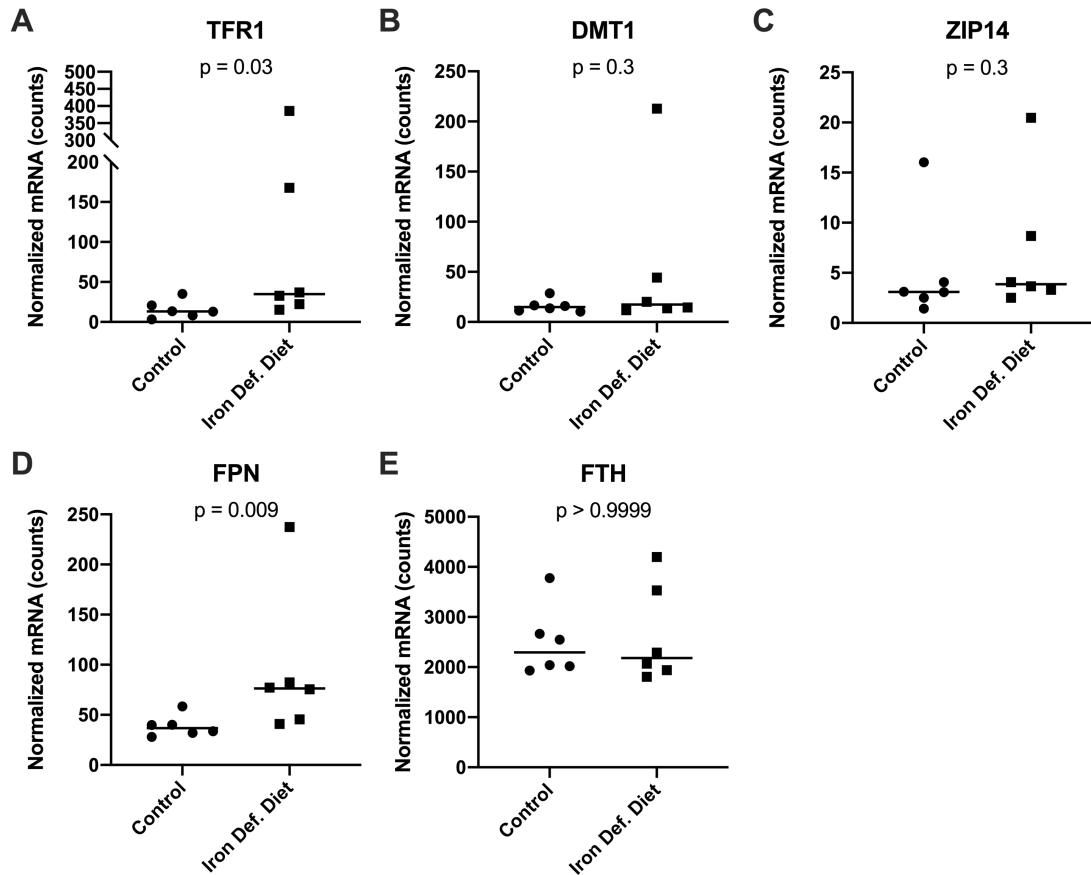 A
TFR1
p = 0.03
Normalized mRNA (counts)
500
450
400
350
300
200
150
100
50
0
Control
Iron Def. Diet
B
DMT1
p = 0.3
Normalized mRNA (counts)
250
200
150
100
50
0
Control
Iron Def. Diet
C
ZIP14
p = 0.3
Normalized mRNA (counts)
25
20
15
10
5
0
Control
Iron Def. Diet
D
FPN
p = 0.009
Normalized mRNA (counts)
250
200
150
100
50
0
Control
Iron Def. Diet
E
FTH
p > 0.9999
Normalized mRNA (counts)
5000
4000
3000
2000
1000
0
Control
Iron Def. Diet